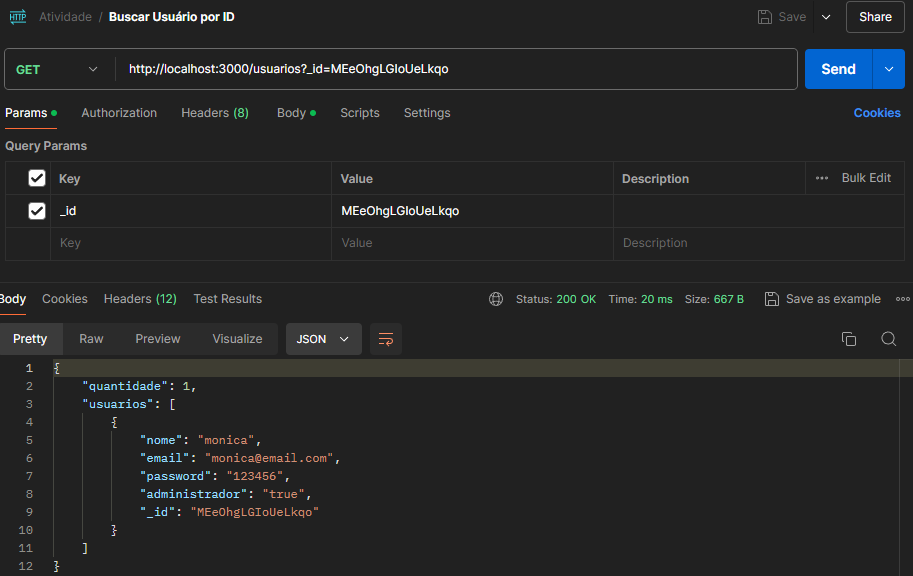 HTTP Atividade / Buscar Usuário por ID Save Share
GET http://localhost:3000/usuarios?_id=MEeOhgLGIoUeLkqo Send
Params Authorization Headers (8) Body Scripts Settings Cookies
Query Params
Key Value Description ••• Bulk Edit
_id MEeOhgLGIoUeLkqo
Key Value Description
Body Cookies Headers (12) Test Results Status: 200 OK Time: 20 ms Size: 667 B Save as example
Pretty Raw Preview Visualize JSON
1 {
2 "quantidade": 1,
3 "usuarios": [
4 {
5 "nome": "monica",
6 "email": "monica@email.com",
7 "password": "123456",
8 "administrador": "true",
9 "_id": "MEeOhgLGIoUeLkqo"
10 }
11 ]
12 }